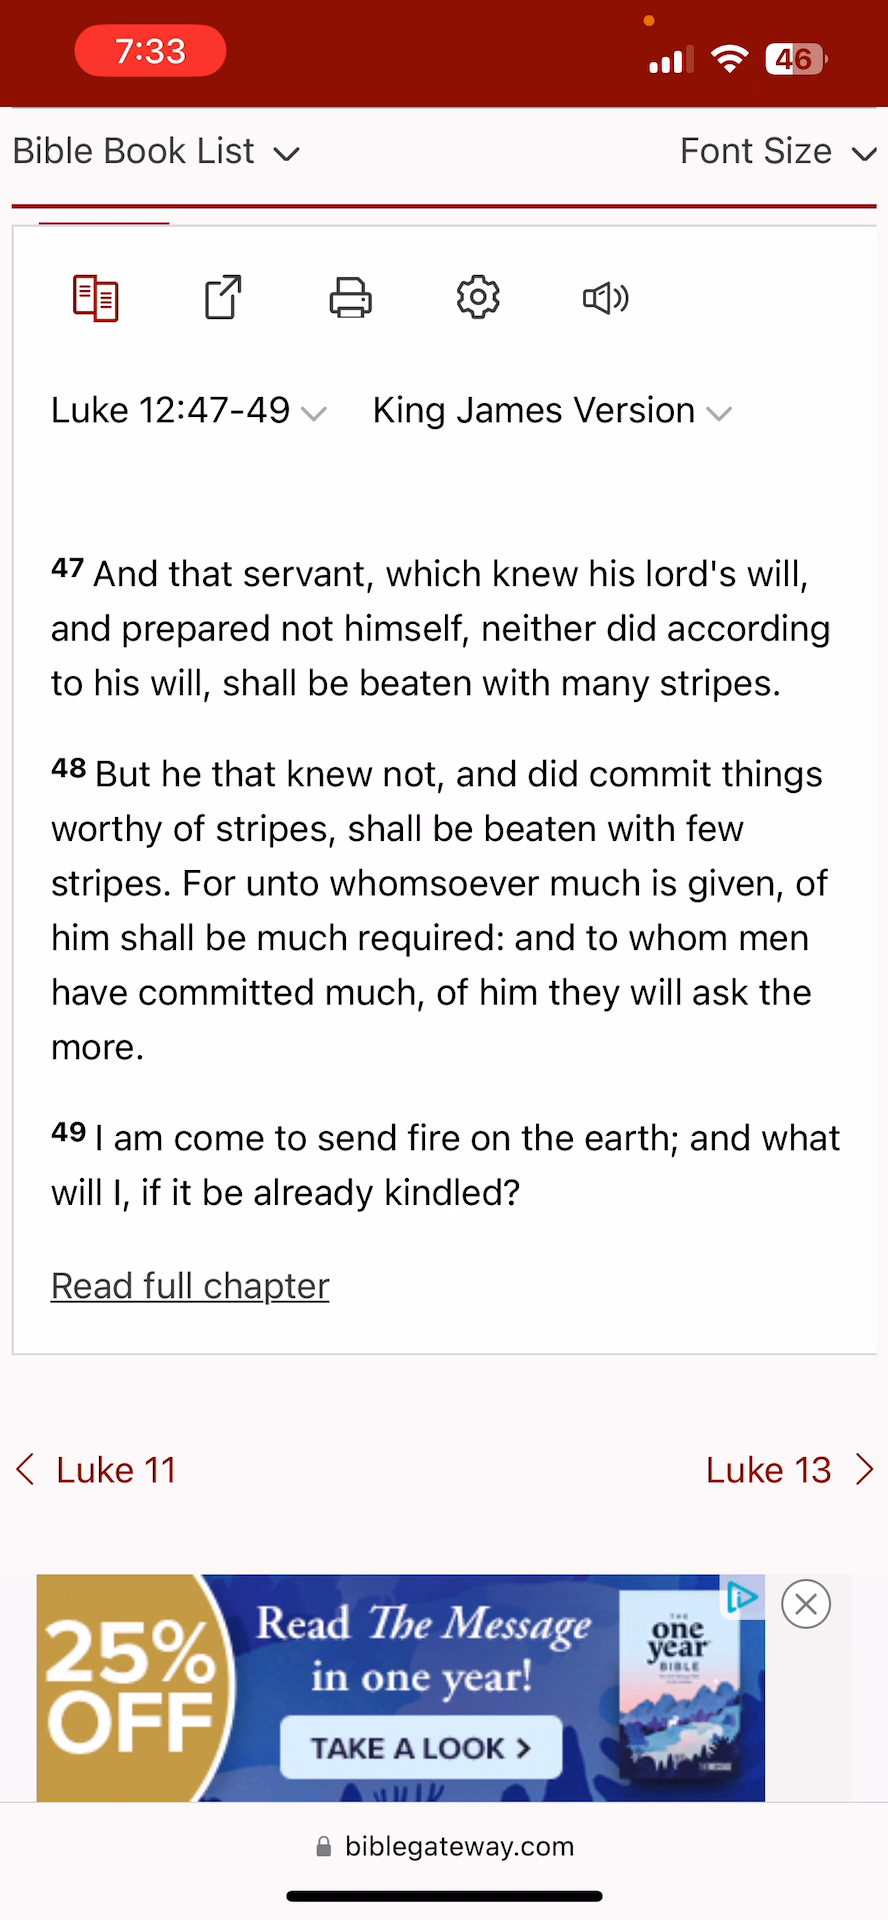 7:33
46
Bible Book List
Font Size
Luke 12:47-49
King James Version
47 And that servant, which knew his lord's will,
and prepared not himself, neither did according
to his will, shall be beaten with many stripes.
48 But he that knew not, and did commit things
worthy of stripes, shall be beaten with few
stripes. For unto whomsoever much is given, of
him shall be much required: and to whom men
have committed much, of him they will ask the
more.
49 I am come to send fire on the earth; and what
will I, if it be already kindled?
Read full chapter
Luke 11
Luke 13
25%
OFF
Read The Message
in one year!
TAKE A LOOK >
THE
one
year
BIBLE
biblegateway.com